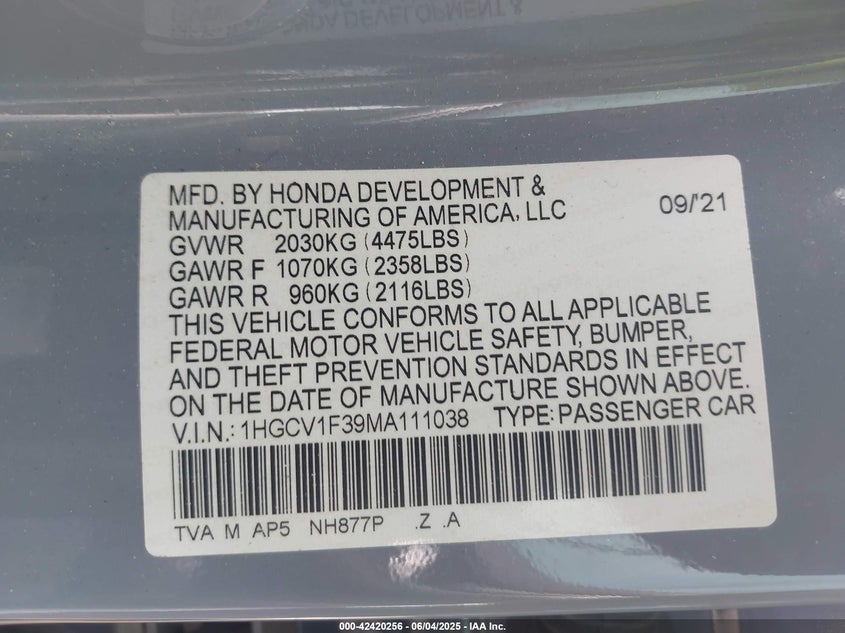 MFD. BY HONDA DEVELOPMENT &
MANUFACTURING OF AMERICA, LLC 09/'21
GVWR 2030KG (4475LBS)
GAWR F 1070KG (2358LBS)
GAWR R 960KG (2116LBS)
THIS VEHICLE CONFORMS TO ALL APPLICABLE
FEDERAL MOTOR VEHICLE SAFETY, BUMPER,
AND THEFT PREVENTION STANDARDS IN EFFECT
ON THE DATE OF MANUFACTURE SHOWN ABOVE.
V.I.N.: 1HGCV1F39MA111038 TYPE: PASSENGER CAR
TVA M AP5 NH877P .Z .A
000-42420256 - 06/04/2025 - IAA Inc.